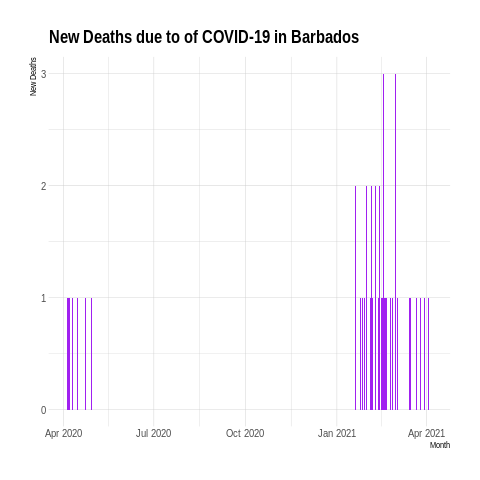 New Deaths due to of COVID-19 in Barbados
New Deaths
3
2
1
0
Apr 2020 Jul 2020 Oct 2020 Jan 2021 Apr 2021
Month